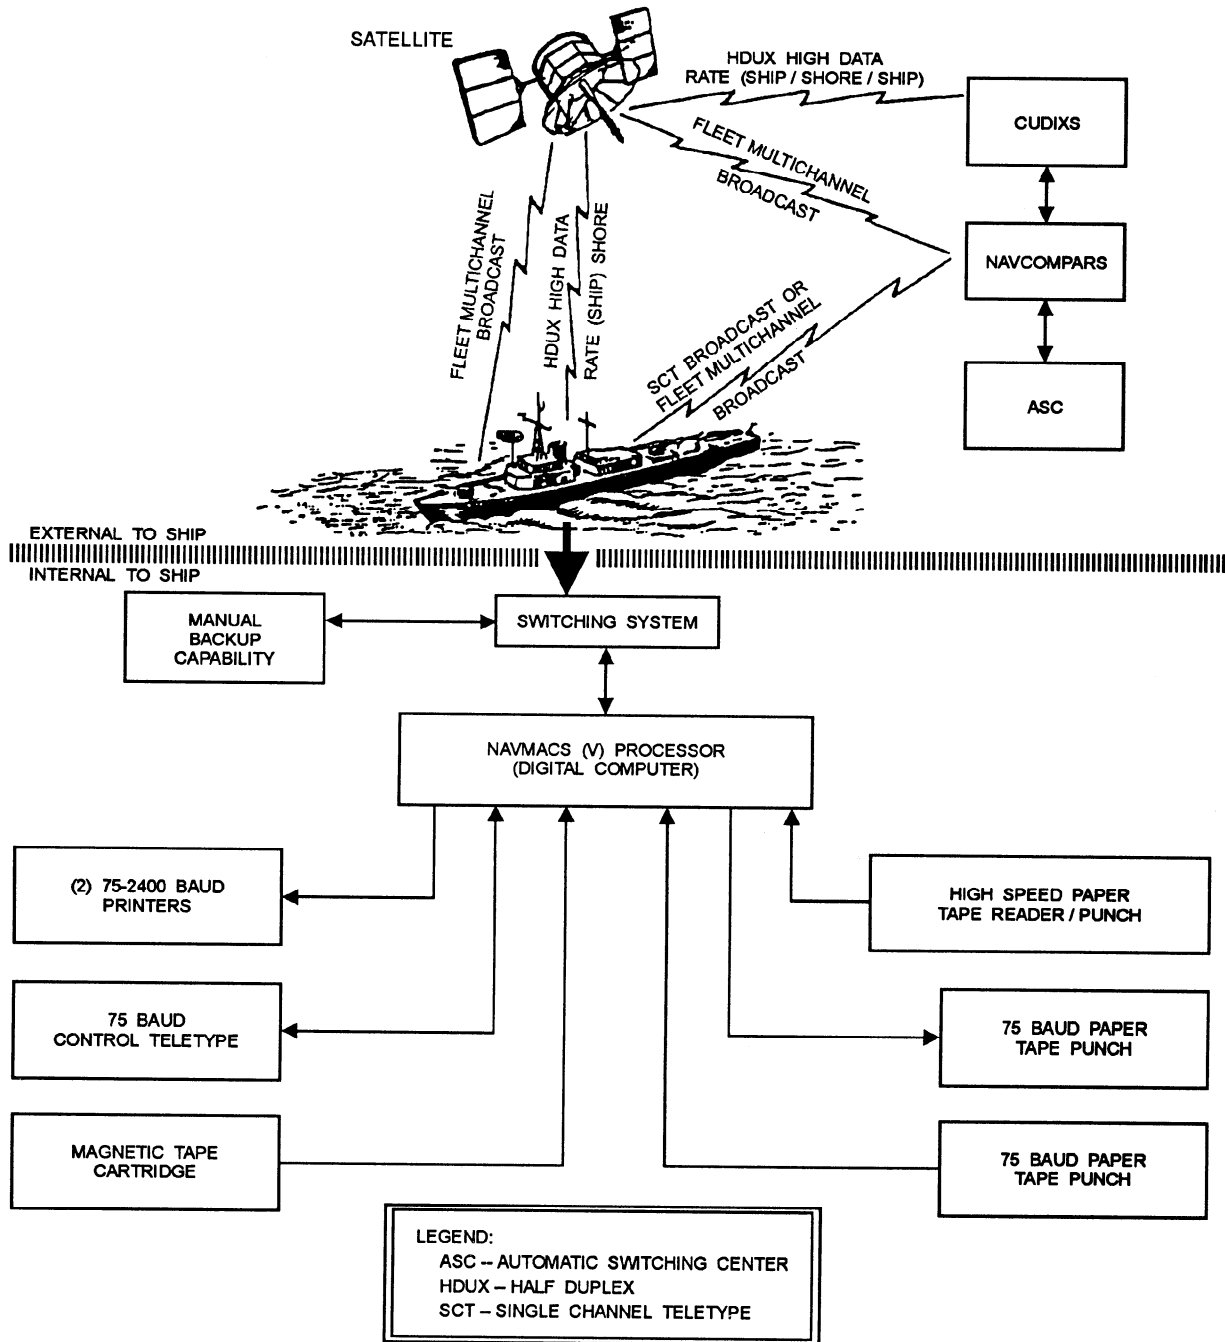 SATELLITE
HDUX HIGH DATA
RATE (SHIP / SHORE / SHIP)
CUDIXS
FLEET MULTICHANNEL
BROADCAST
NAVCOMPARS
FLEET MULTICHANNEL
BROADCAST
HDUX HIGH DATA
RATE (SHIP) SHORE
SCT BROADCAST OR
FLEET MULTICHANNEL
BROADCAST
ASC
EXTERNAL TO SHIP
INTERNAL TO SHIP
MANUAL
BACKUP
CAPABILITY
SWITCHING SYSTEM
NAVMACS (V) PROCESSOR
(DIGITAL COMPUTER)
(2) 75-2400 BAUD
PRINTERS
HIGH SPEED PAPER
TAPE READER / PUNCH
75 BAUD
CONTROL TELETYPE
75 BAUD PAPER
TAPE PUNCH
MAGNETIC TAPE
CARTRIDGE
75 BAUD PAPER
TAPE PUNCH
LEGEND:
ASC – AUTOMATIC SWITCHING CENTER
HDUX – HALF DUPLEX
SCT – SINGLE CHANNEL TELETYPE